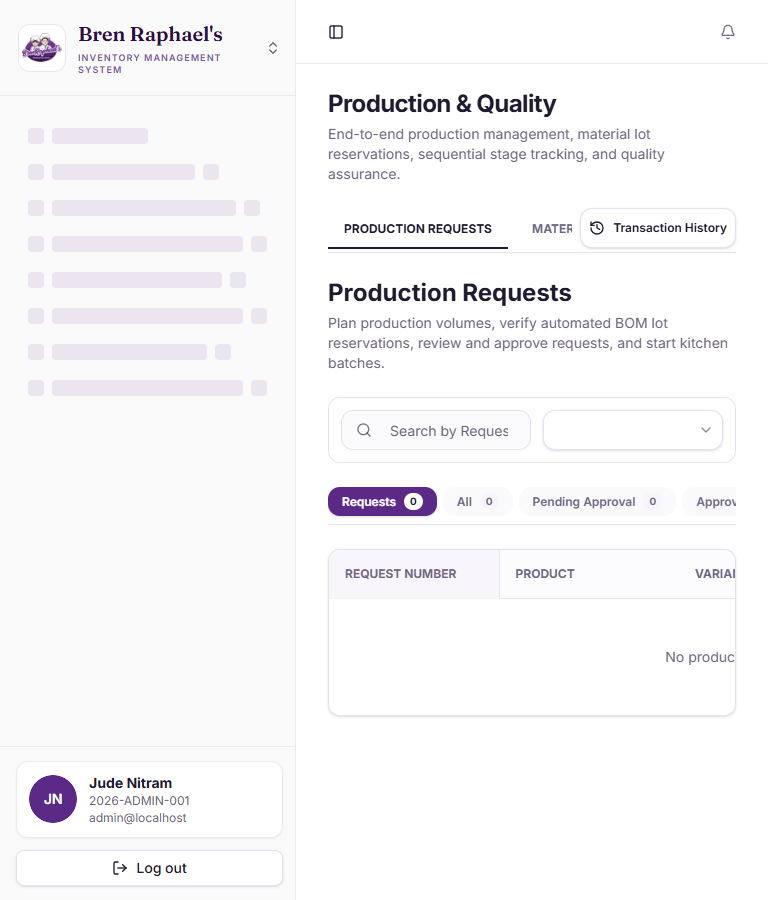 Bren Raphael's
INVENTORY MANAGEMENT
SYSTEM
Production & Quality
End-to-end production management, material lot
reservations, sequential stage tracking, and quality
assurance.
PRODUCTION REQUESTS
MATER
Transaction History
Production Requests
Plan production volumes, verify automated BOM lot
reservations, review and approve requests, and start kitchen
batches.
Search by Reques
Requests 0
All 0
Pending Approval 0
Approv
REQUEST NUMBER
PRODUCT
VARIA
No produc
JN
Jude Nitram
2026-ADMIN-001
admin@localhost
Log out